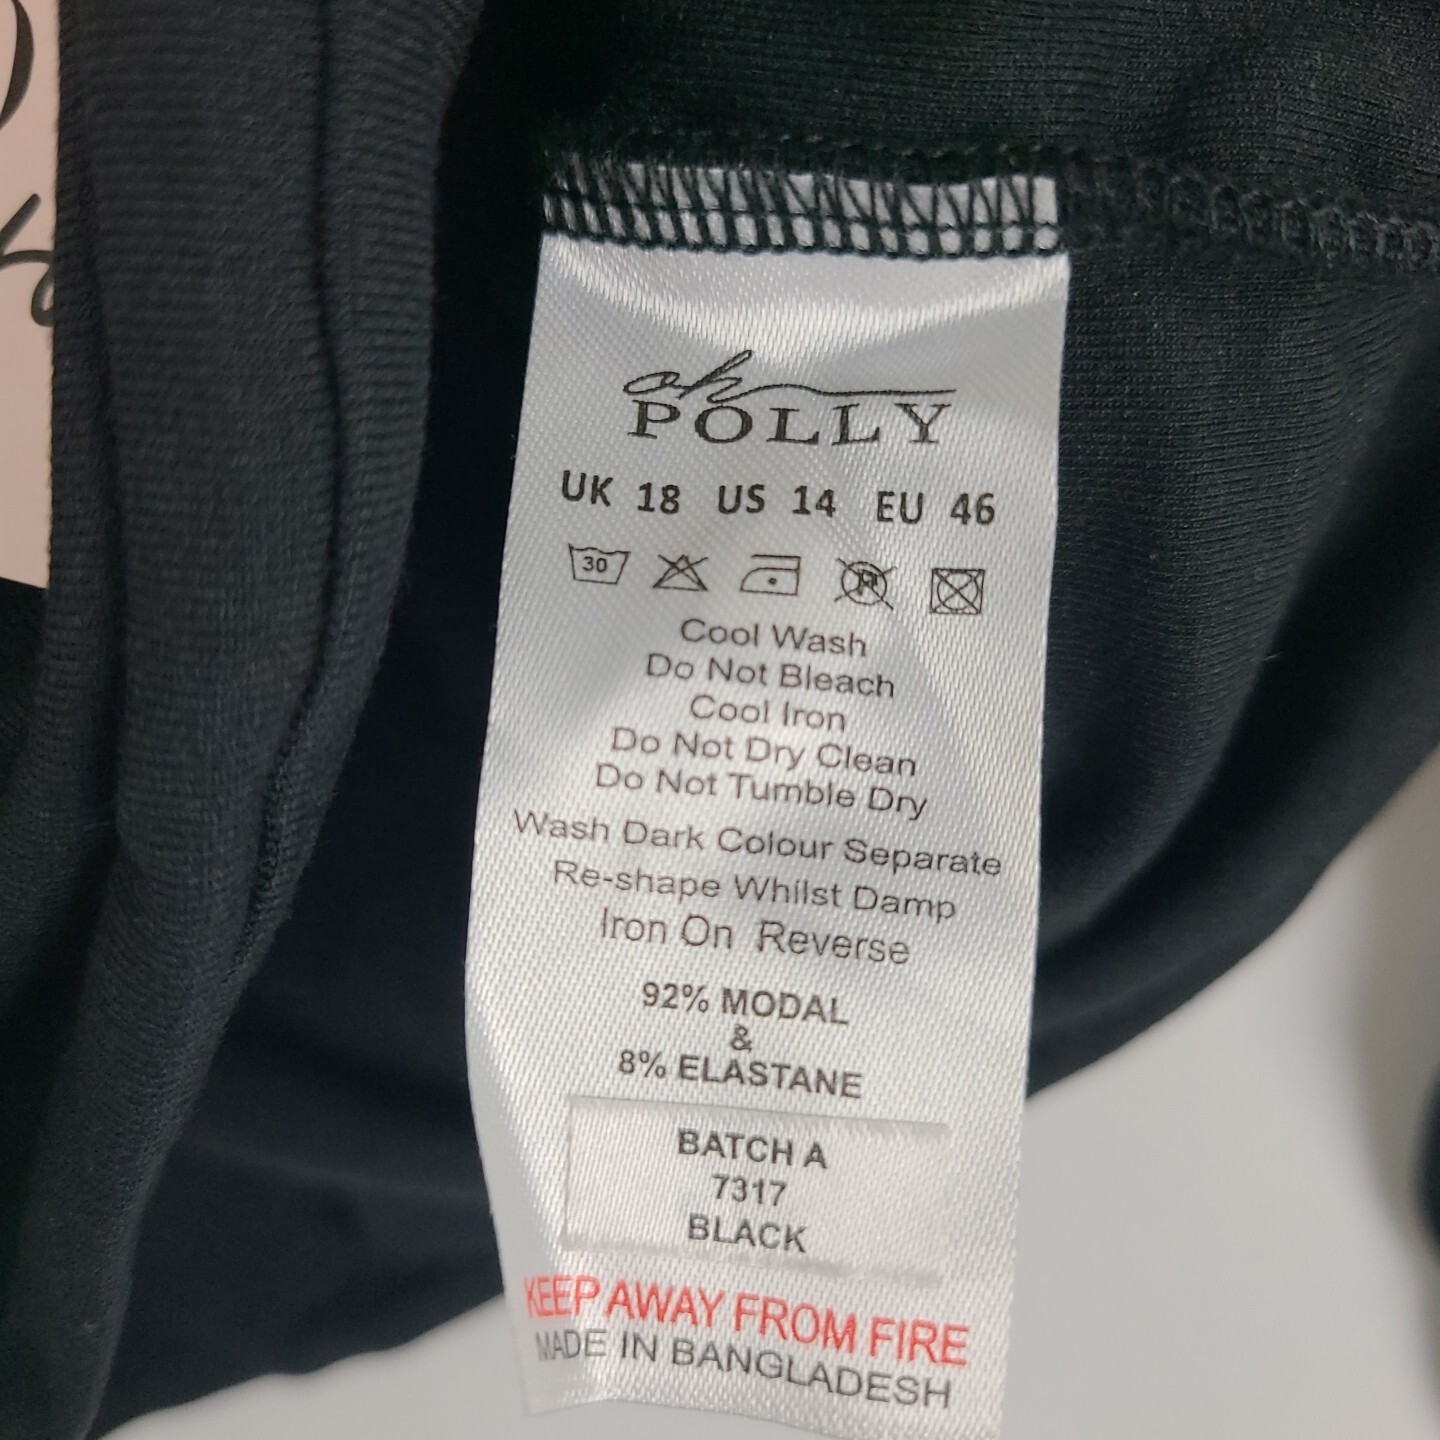 oh
POLLY
UK 18 US 14 EU 46
30
P
Cool Wash
Do Not Bleach
Cool Iron
Do Not Dry Clean
Do Not Tumble Dry
Wash Dark Colour Separate
Re-shape Whilst Damp
Iron On Reverse
92% MODAL
&
8% ELASTANE
BATCH A
7317
BLACK
KEEP AWAY FROM FIRE
MADE IN BANGLADESH